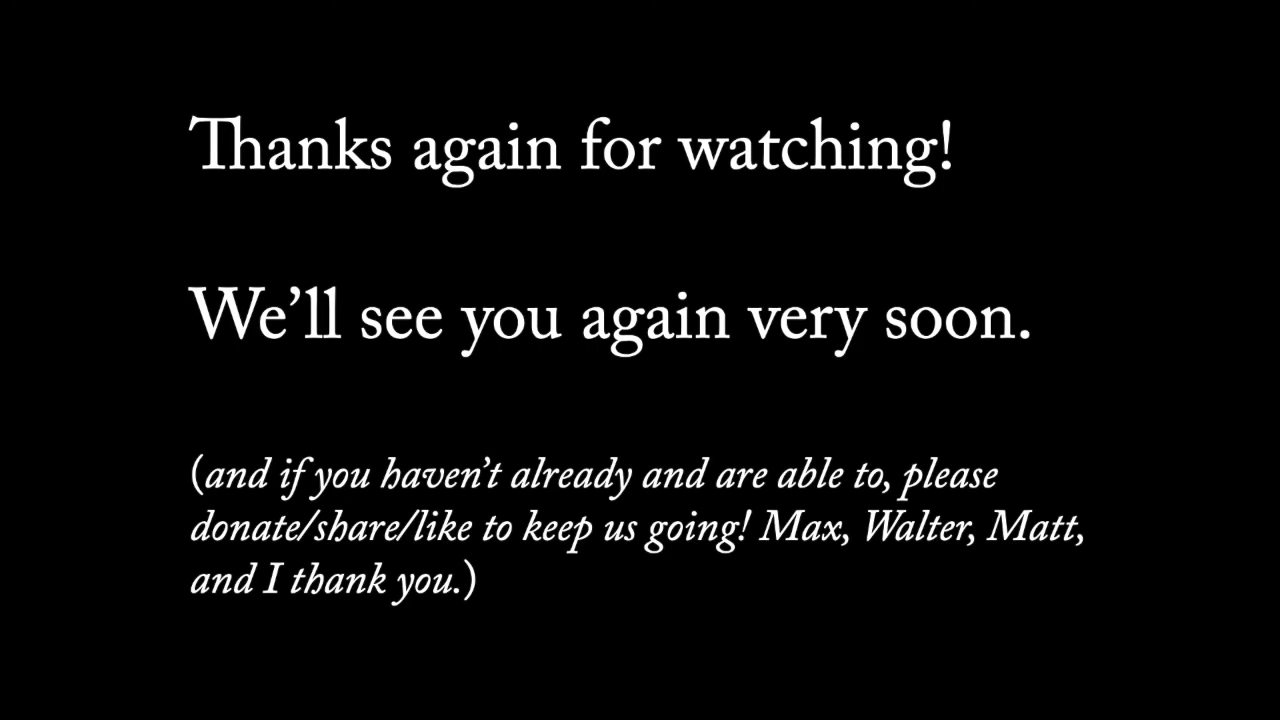 Thanks again for watching!
We’ll see you again very soon.
(and if you haven’t already and are able to, please
donate/share/like to keep us going! Max, Walter, Matt,
and I thank you.)